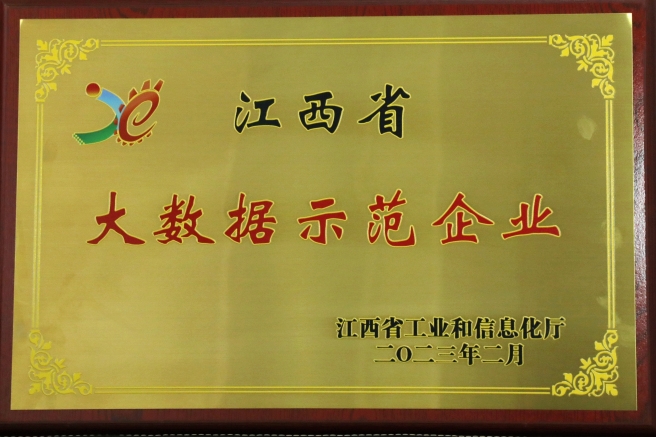 江西省
大数据示范企业
江西省工业和信息化厅
二O二三年二月